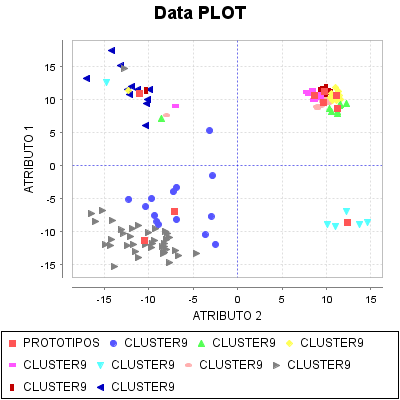 Data PLOT
ATRIBUTO 1
15
10
5
0
-5
-10
-15
-15
-10
-5
0
5
10
15
ATRIBUTO 2
PROTOTIPOS CLUSTER9 CLUSTER9 CLUSTER9
CLUSTER9 CLUSTER9 CLUSTER9 CLUSTER9
CLUSTER9 CLUSTER9